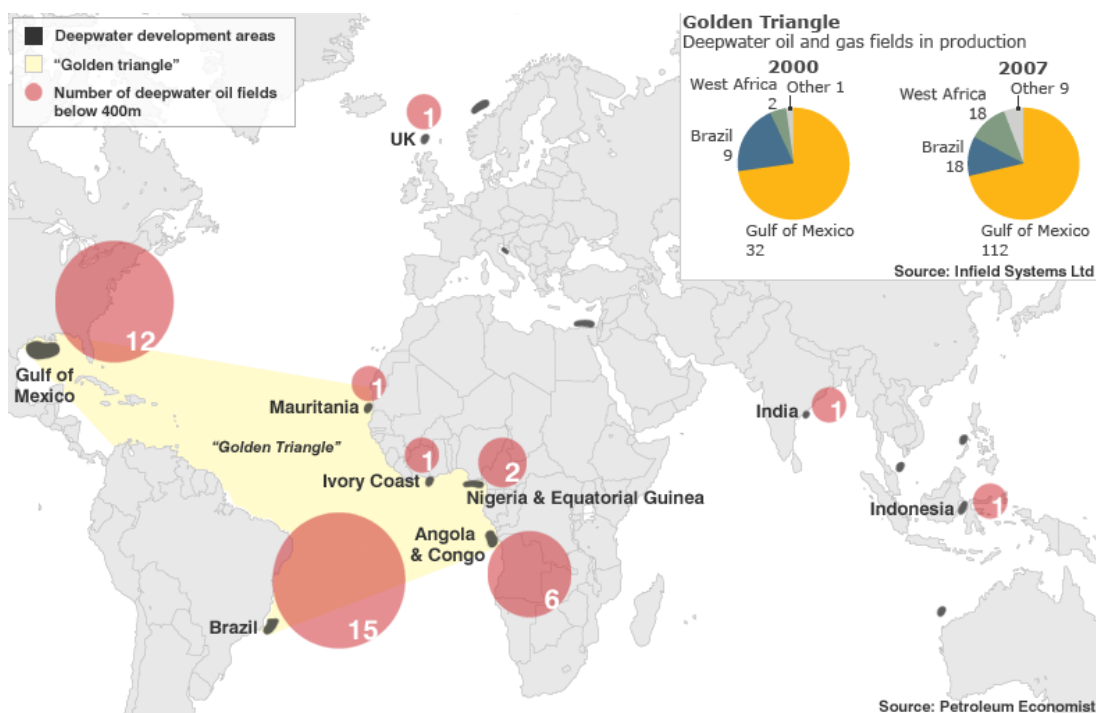 Deepwater development areas
“Golden triangle”
Number of deepwater oil fields
below 400m
Golden Triangle
Deepwater oil and gas fields in production
2000
West Africa
2
Other 1
Brazil
9
Gulf of Mexico
32
2007
Other 9
West Africa
18
Brazil
18
Gulf of Mexico
112
Source: Infield Systems Ltd
1
UK
12
Gulf of
Mexico
1
Mauritania
“Golden Triangle”
1
Ivory Coast
2
Nigeria & Equatorial Guinea
Angola
& Congo
6
Brazil
15
India
1
Indonesia
1
Source: Petroleum Economist